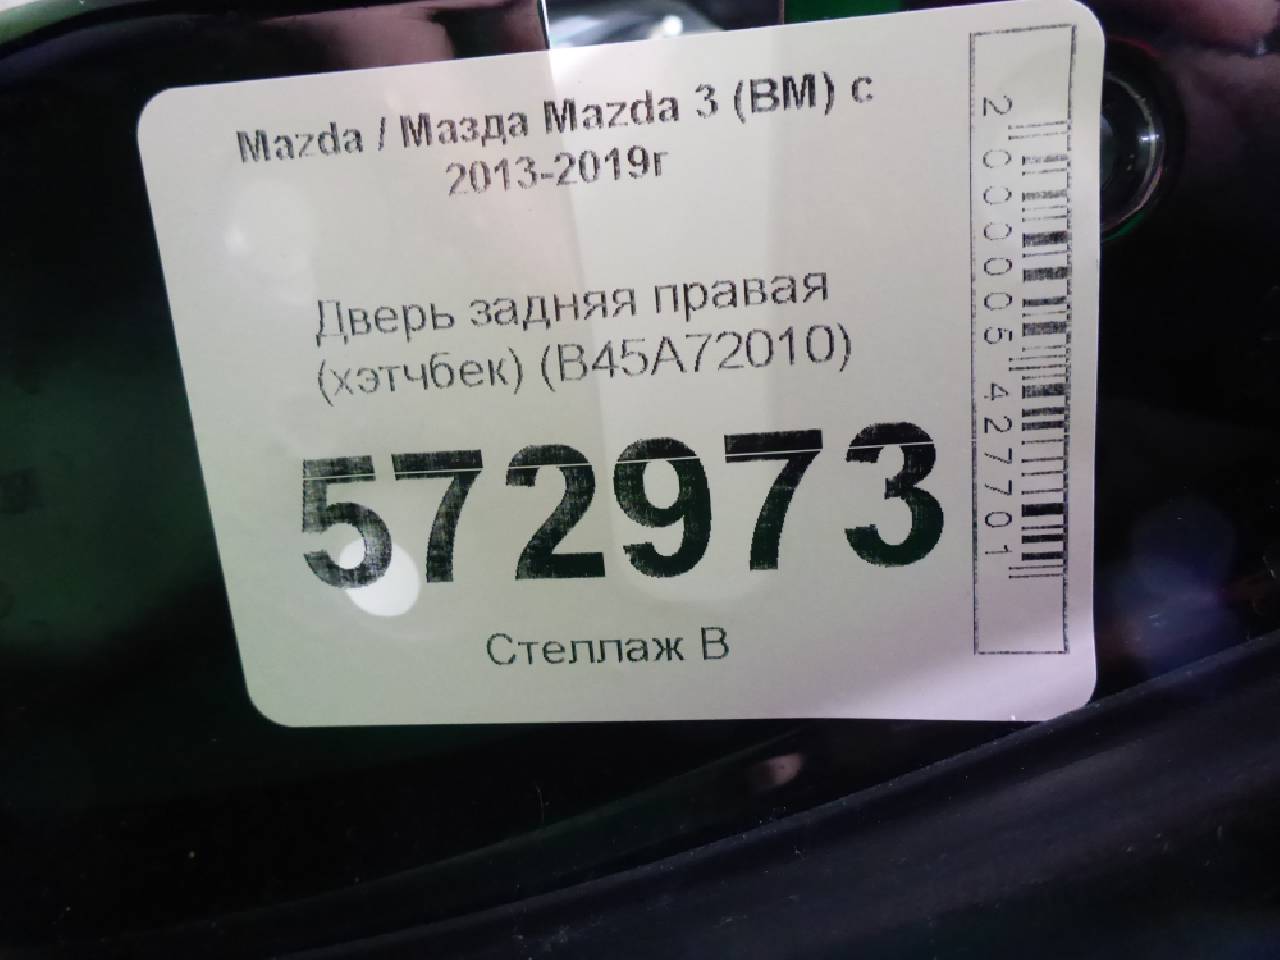 Mazda / Мазда Mazda 3 (BM) с
2013-2019г
Дверь задняя правая
(хэтчбек) (B45A72010)
572973
Стеллаж В
2000005427701